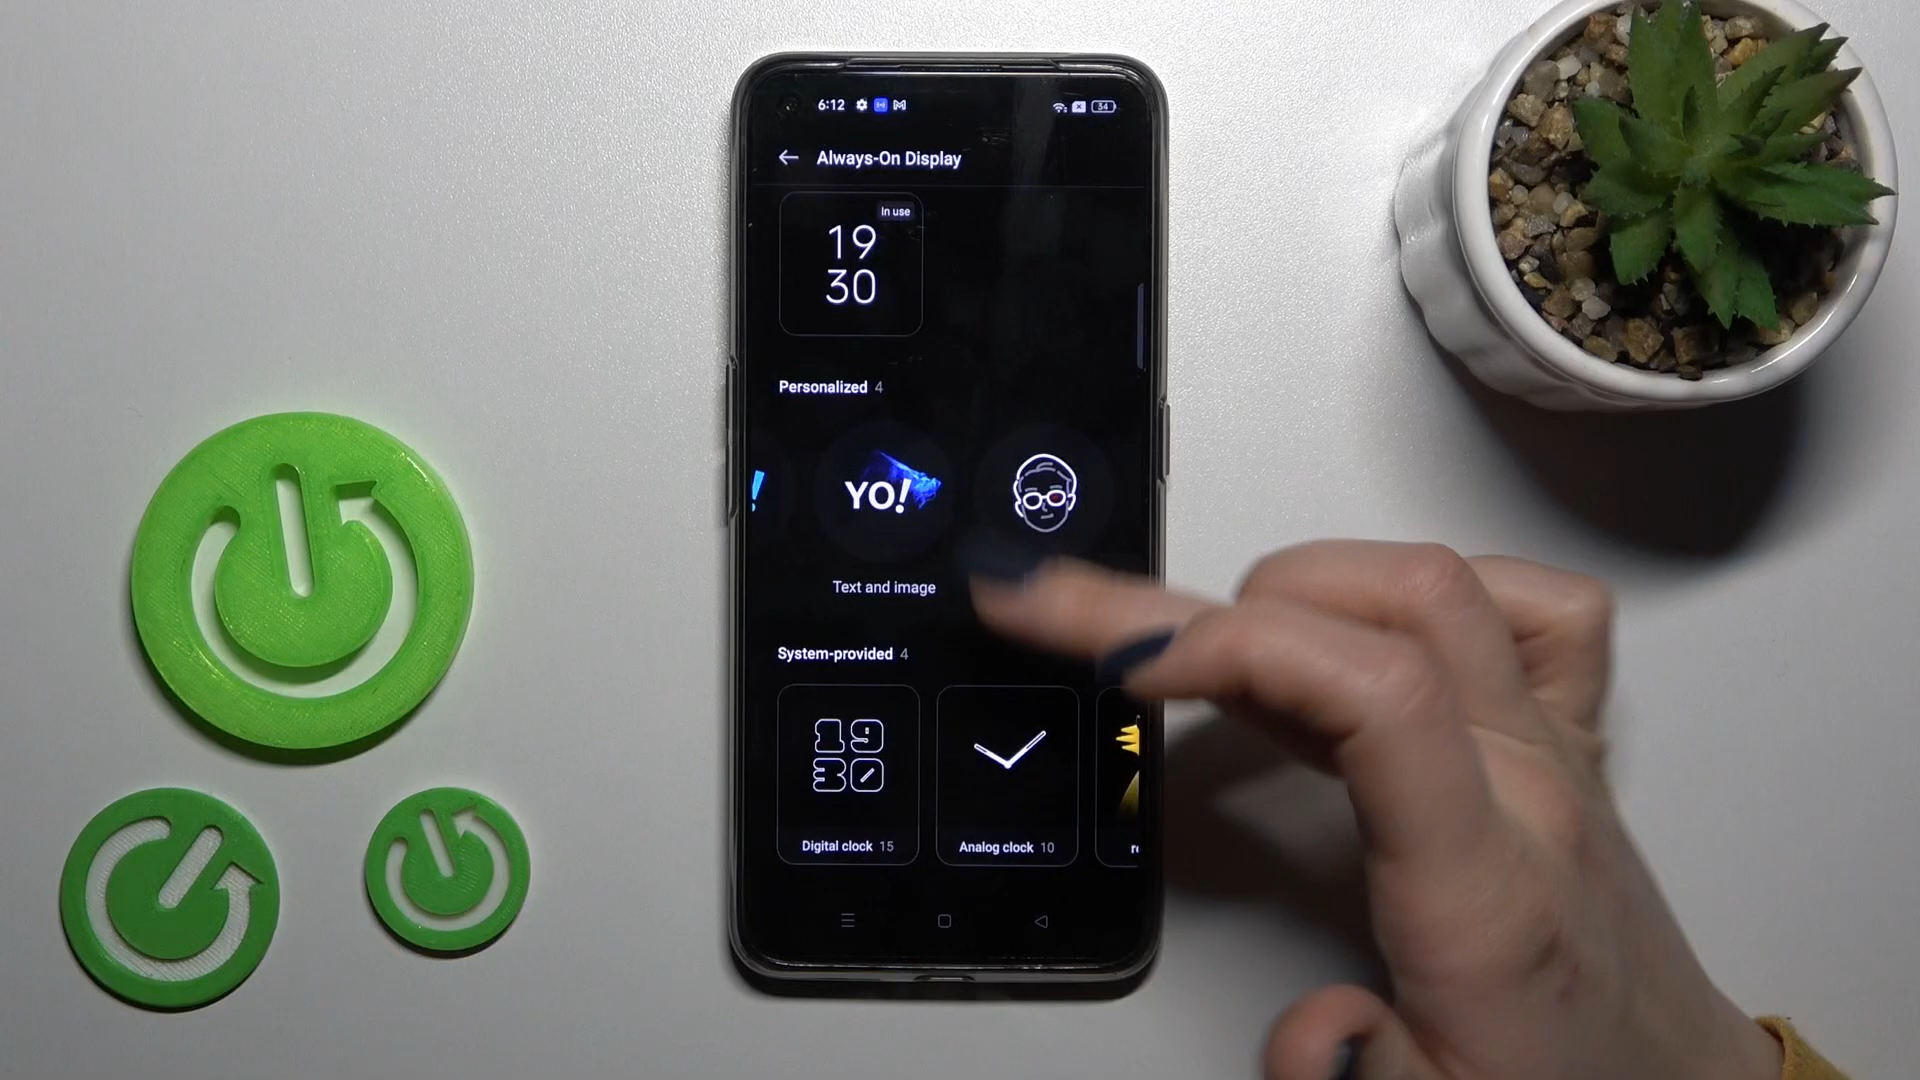 6:12
34
Always-On Display
In use
19
30
Personalized 4
YO!
Text and image
System-provided 4
19
30
Digital clock 15
Analog clock 10